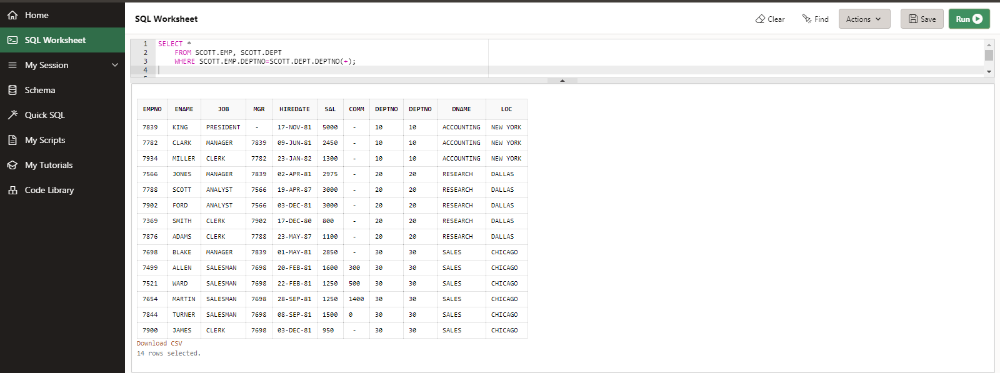 Home
SQL Worksheet
My Session
Schema
Quick SQL
My Scripts
My Tutorials
Code Library
SQL Worksheet
Clear Find Actions Save Run
1 SELECT *
2 FROM SCOTT.EMP, SCOTT.DEPT
3 WHERE SCOTT.EMP.DEPTNO=SCOTT.DEPT.DEPTNO(+);
4
EMPNO ENAME JOB MGR HIREDATE SAL COMM DEPTNO DEPTNO DNAME LOC
7839 KING PRESIDENT - 17-NOV-81 5000 - 10 10 ACCOUNTING NEW YORK
7782 CLARK MANAGER 7839 09-JUN-81 2450 - 10 10 ACCOUNTING NEW YORK
7934 MILLER CLERK 7782 23-JAN-82 1300 - 10 10 ACCOUNTING NEW YORK
7566 JONES MANAGER 7839 02-APR-81 2975 - 20 20 RESEARCH DALLAS
7788 SCOTT ANALYST 7566 19-APR-87 3000 - 20 20 RESEARCH DALLAS
7902 FORD ANALYST 7566 03-DEC-81 3000 - 20 20 RESEARCH DALLAS
7369 SMITH CLERK 7902 17-DEC-80 800 - 20 20 RESEARCH DALLAS
7876 ADAMS CLERK 7788 23-MAY-87 1100 - 20 20 RESEARCH DALLAS
7698 BLAKE MANAGER 7839 01-MAY-81 2850 - 30 30 SALES CHICAGO
7499 ALLEN SALESMAN 7698 20-FEB-81 1600 300 30 30 SALES CHICAGO
7521 WARD SALESMAN 7698 22-FEB-81 1250 500 30 30 SALES CHICAGO
7654 MARTIN SALESMAN 7698 28-SEP-81 1250 1400 30 30 SALES CHICAGO
7844 TURNER SALESMAN 7698 08-SEP-81 1500 0 30 30 SALES CHICAGO
7900 JAMES CLERK 7698 03-DEC-81 950 - 30 30 SALES CHICAGO
Download CSV
14 rows selected.